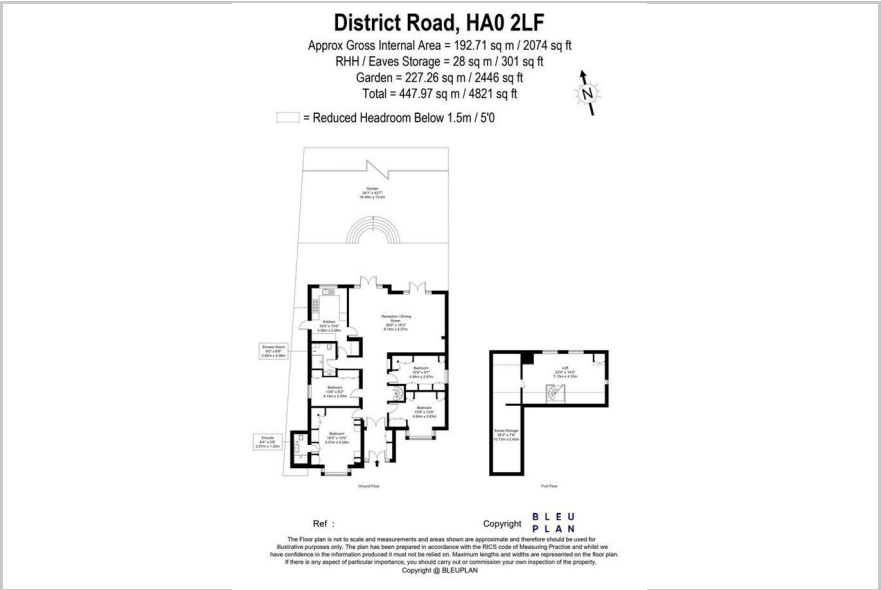 District Road, HA0 2LF
Approx Gross Internal Area = 192.71 sq m / 2074 sq ft
RHH / Eaves Storage = 28 sq m / 301 sq ft
Garden = 227.26 sq m / 2446 sq ft
Total = 447.97 sq m / 4821 sq ft
N
= Reduced Headroom Below 1.5m / 5'0
Garden
Kitchen
Reception / Dining
Room
Shower Room
Bedroom
Bedroom
Bedroom
Bedroom
Ensuite
Loft
Eaves Storage
Ground Floor
First Floor
Ref :
Copyright
BLEU
PLAN
The Floor plan is not to scale and measurements and areas shown are approximate and therefore should be used for
illustrative purposes only. The plan has been prepared in accordance with the RICS code of Measuring Practice and whilst we
have confidence in the information produced it must not be relied on. Maximum lengths and widths are represented on the floor plan.
If there is any aspect of particular importance, you should carry out or commission your own inspection of the property.
Copyright @ BLEUPLAN